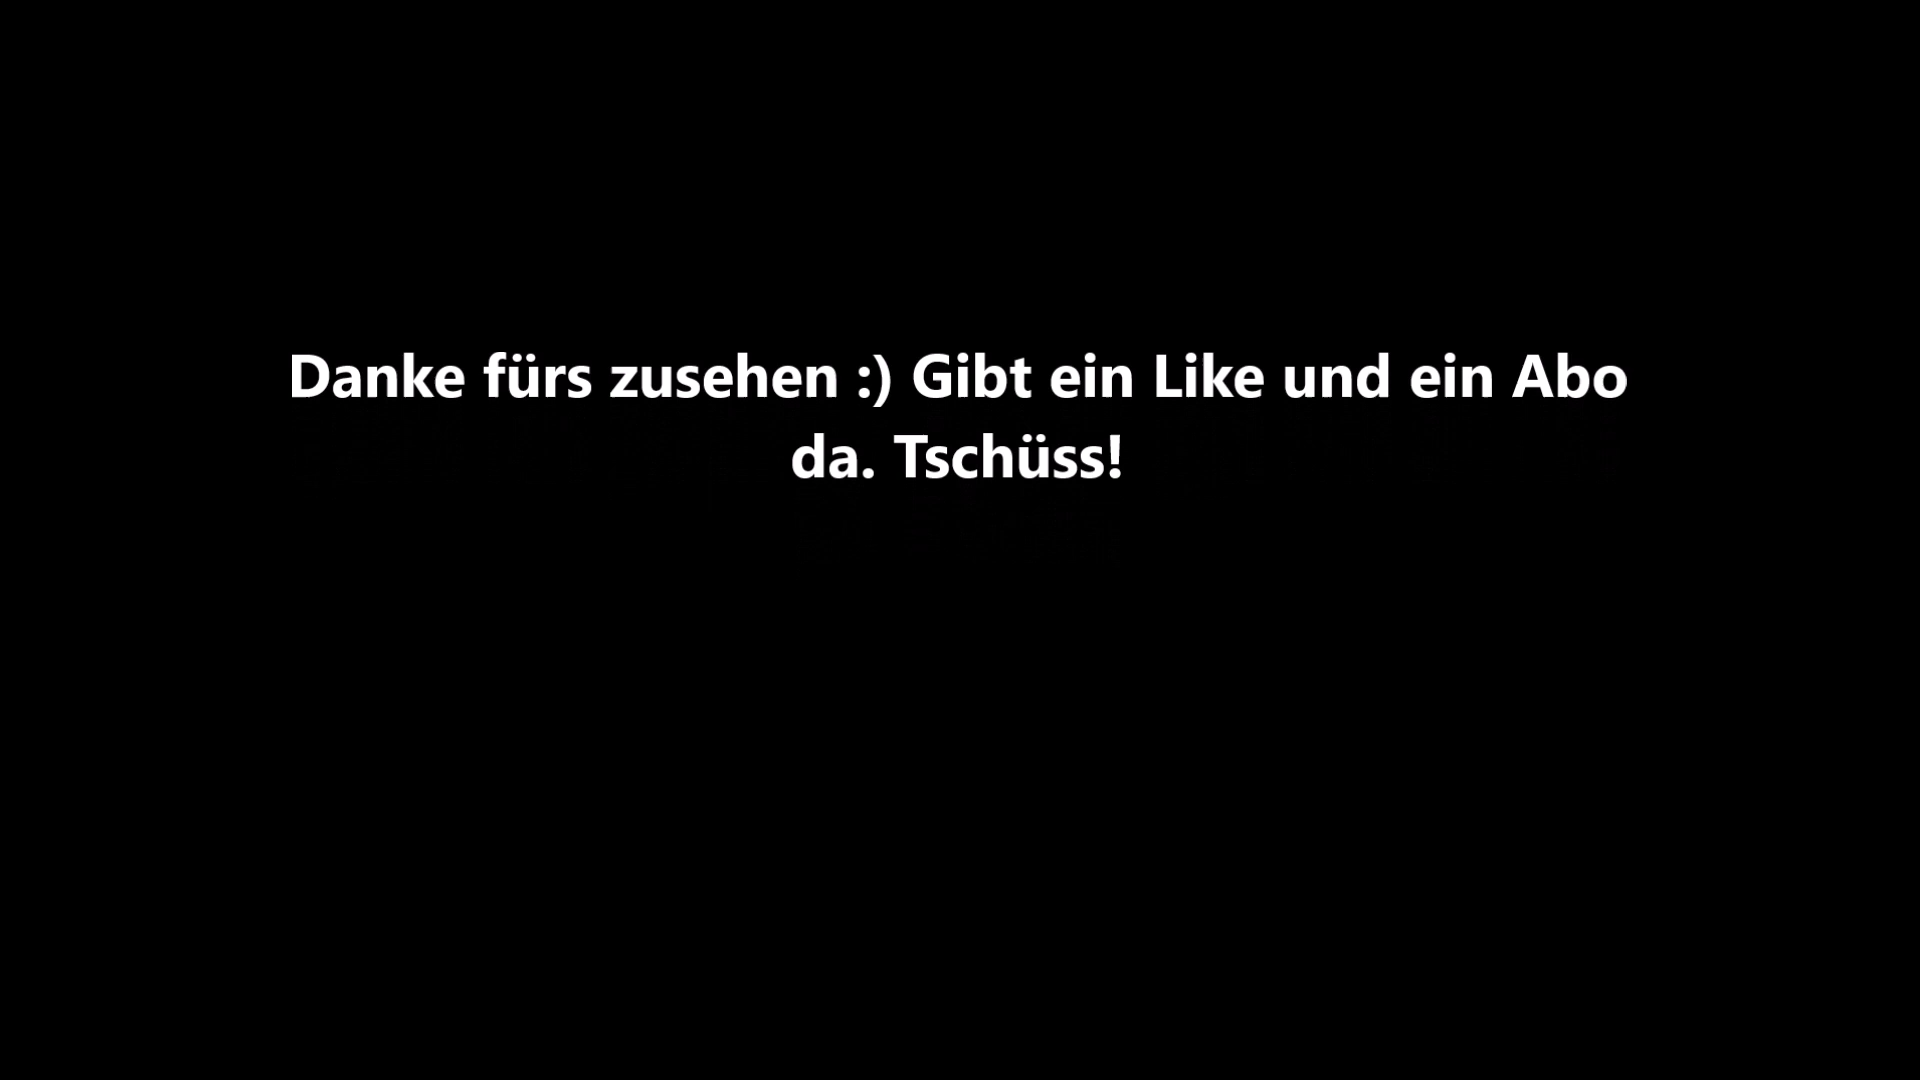 Danke fürs zusehen :) Gibt ein Like und ein Abo
da. Tschüss!